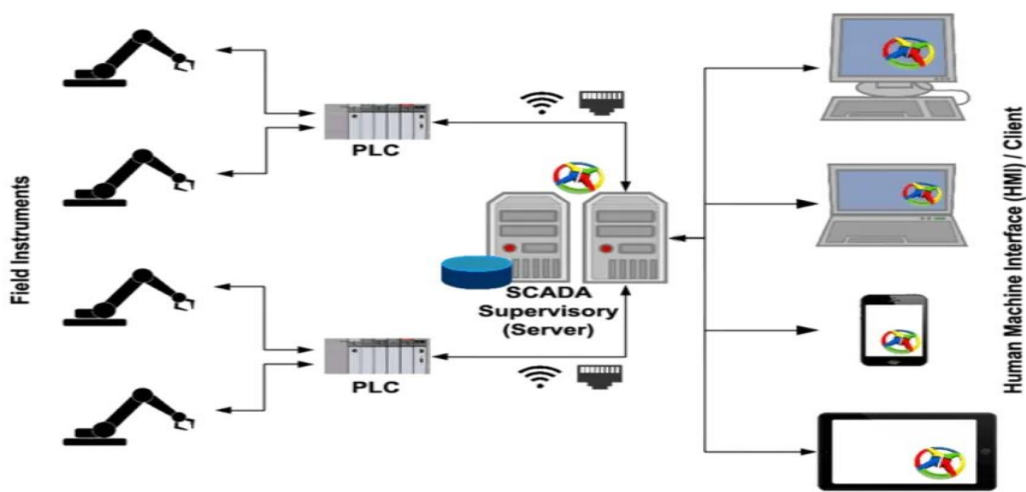 Field Instruments
PLC
PLC
SCADA
Supervisory
(Server)
Human Machine Interface (HMI) / Client